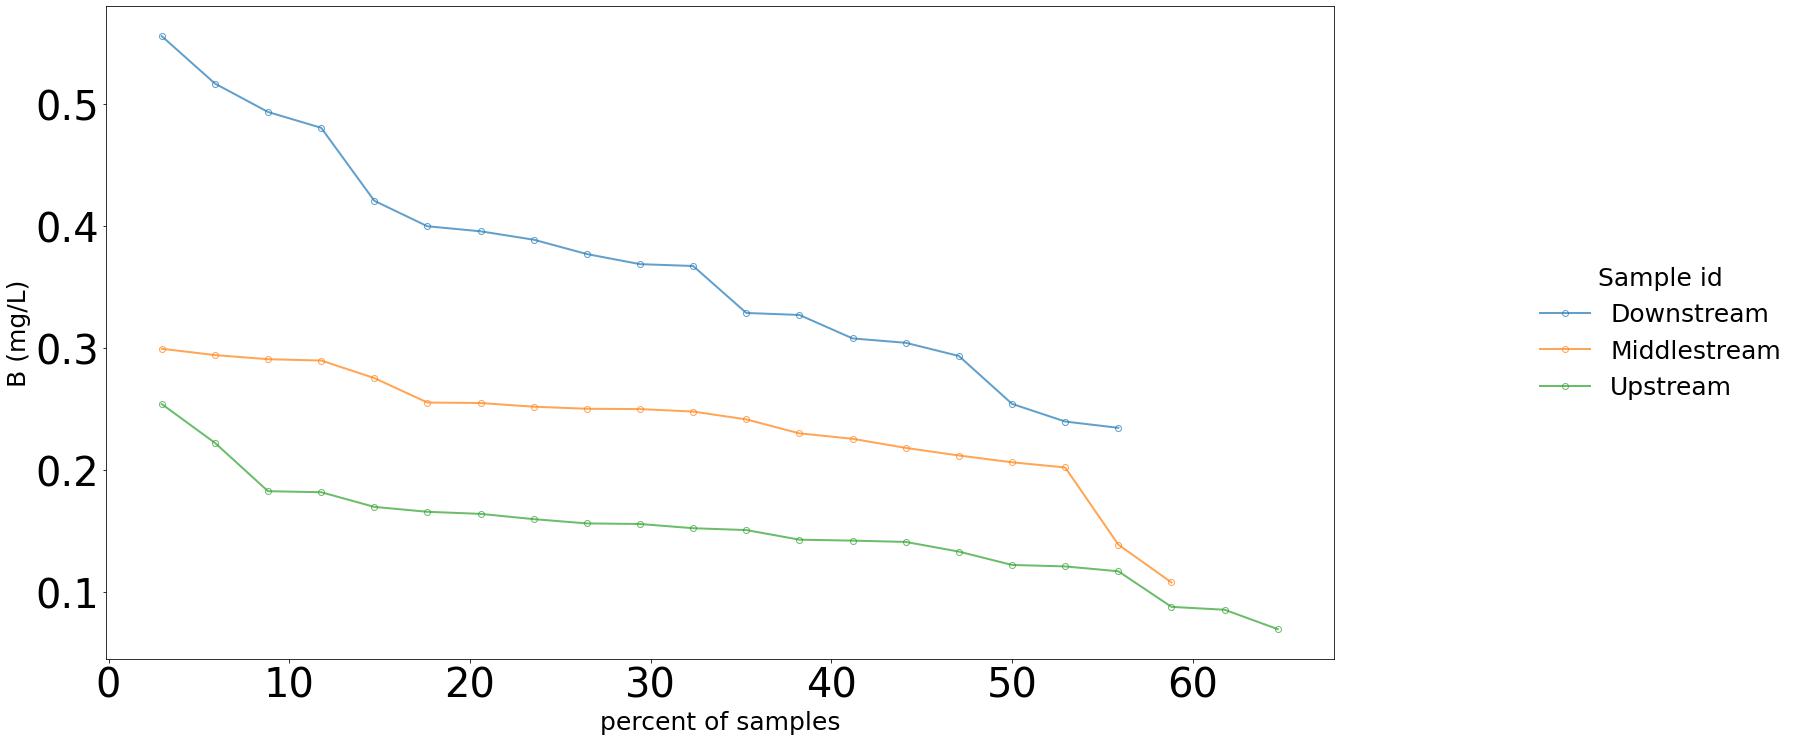 0.5
0.4
0.3
0.2
0.1
B (mg/L)
0 10 20 30 40 50 60
percent of samples
Sample id
Downstream
Middlestream
Upstream